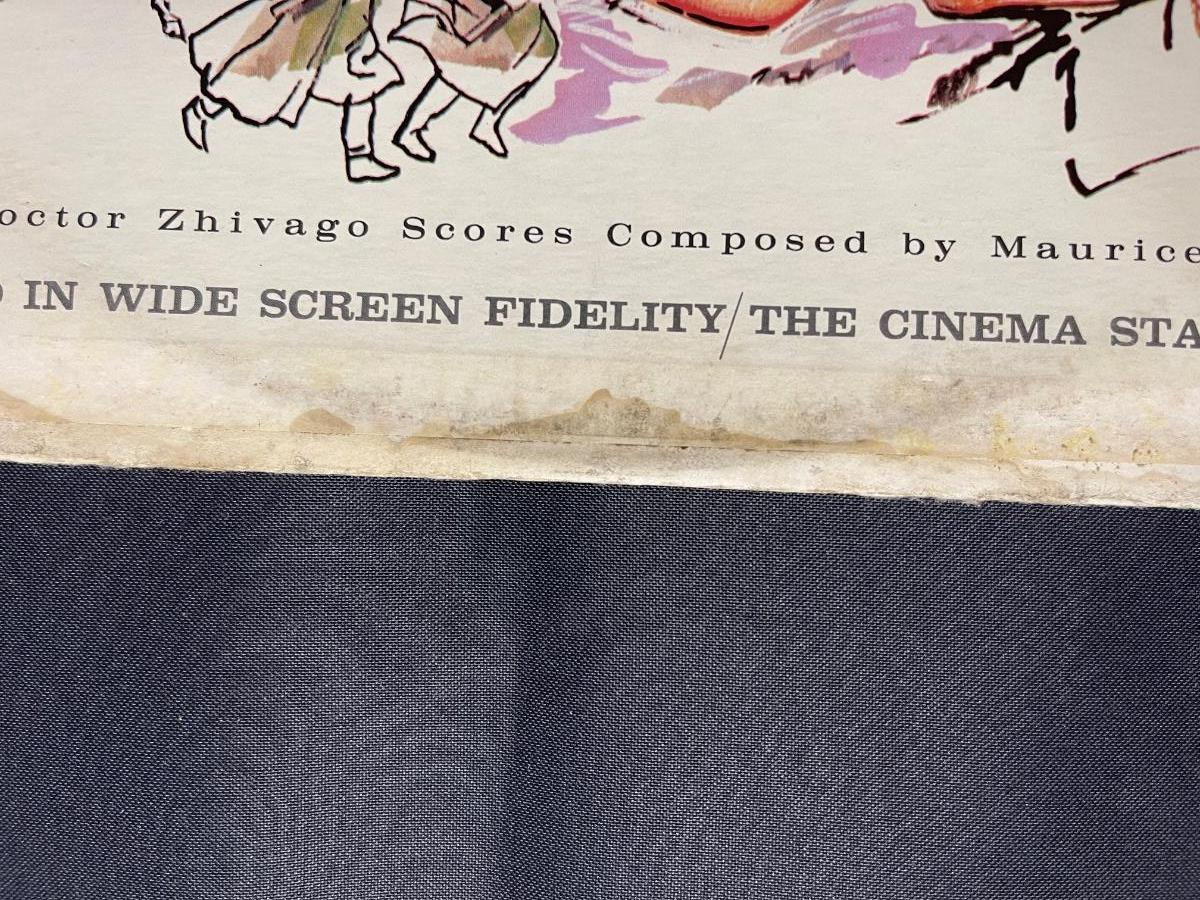 octor Zhivago Scores Composed by Maurice
IN WIDE SCREEN FIDELITY/THE CINEMA STA